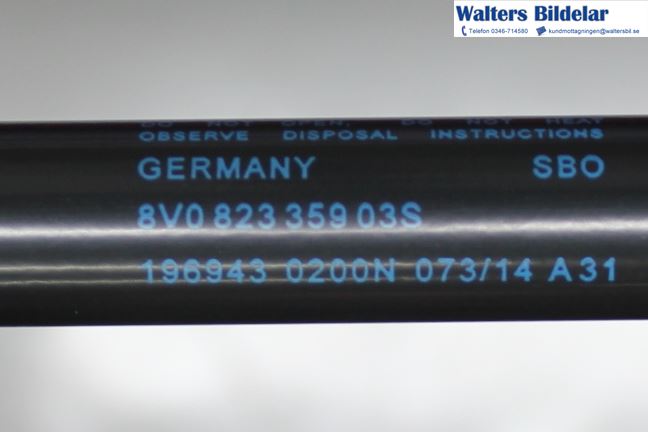 Walters Bildelar
Telefon 0346-714580 kundmottagningen@waltersbil.se
DO NOT OPEN, DO NOT HEAT
OBSERVE DISPOSAL INSTRUCTIONS
GERMANY SBO
8V0 823 359 03S
196943 0200N 073/14 A31